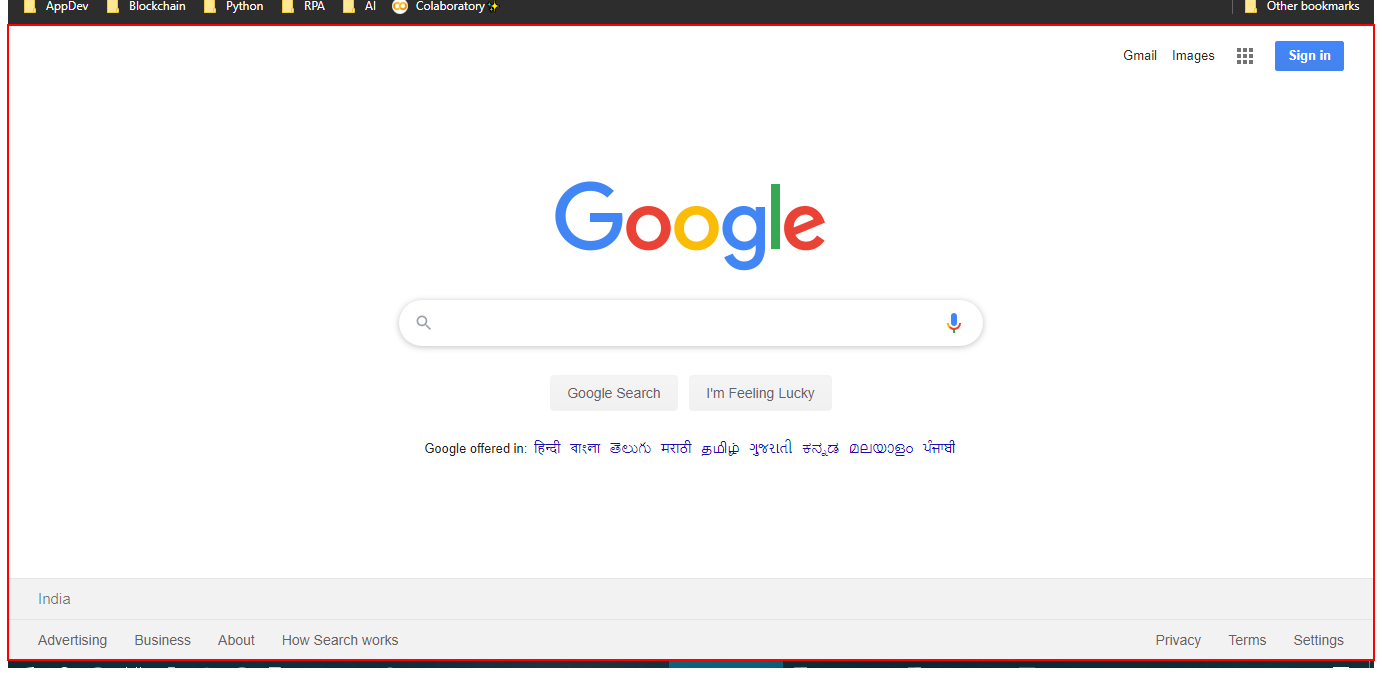 AppDev Blockchain Python RPA AI Colaboratory Other bookmarks
Gmail Images Sign in
Google
Google Search I'm Feeling Lucky
Google offered in: हिन्दी বাংলা తెలుగు मराठी தமிழ் ગુજરાતી ಕನ್ನಡ മലയാളം ਪੰਜਾਬੀ
India
Advertising Business About How Search works Privacy Terms Settings